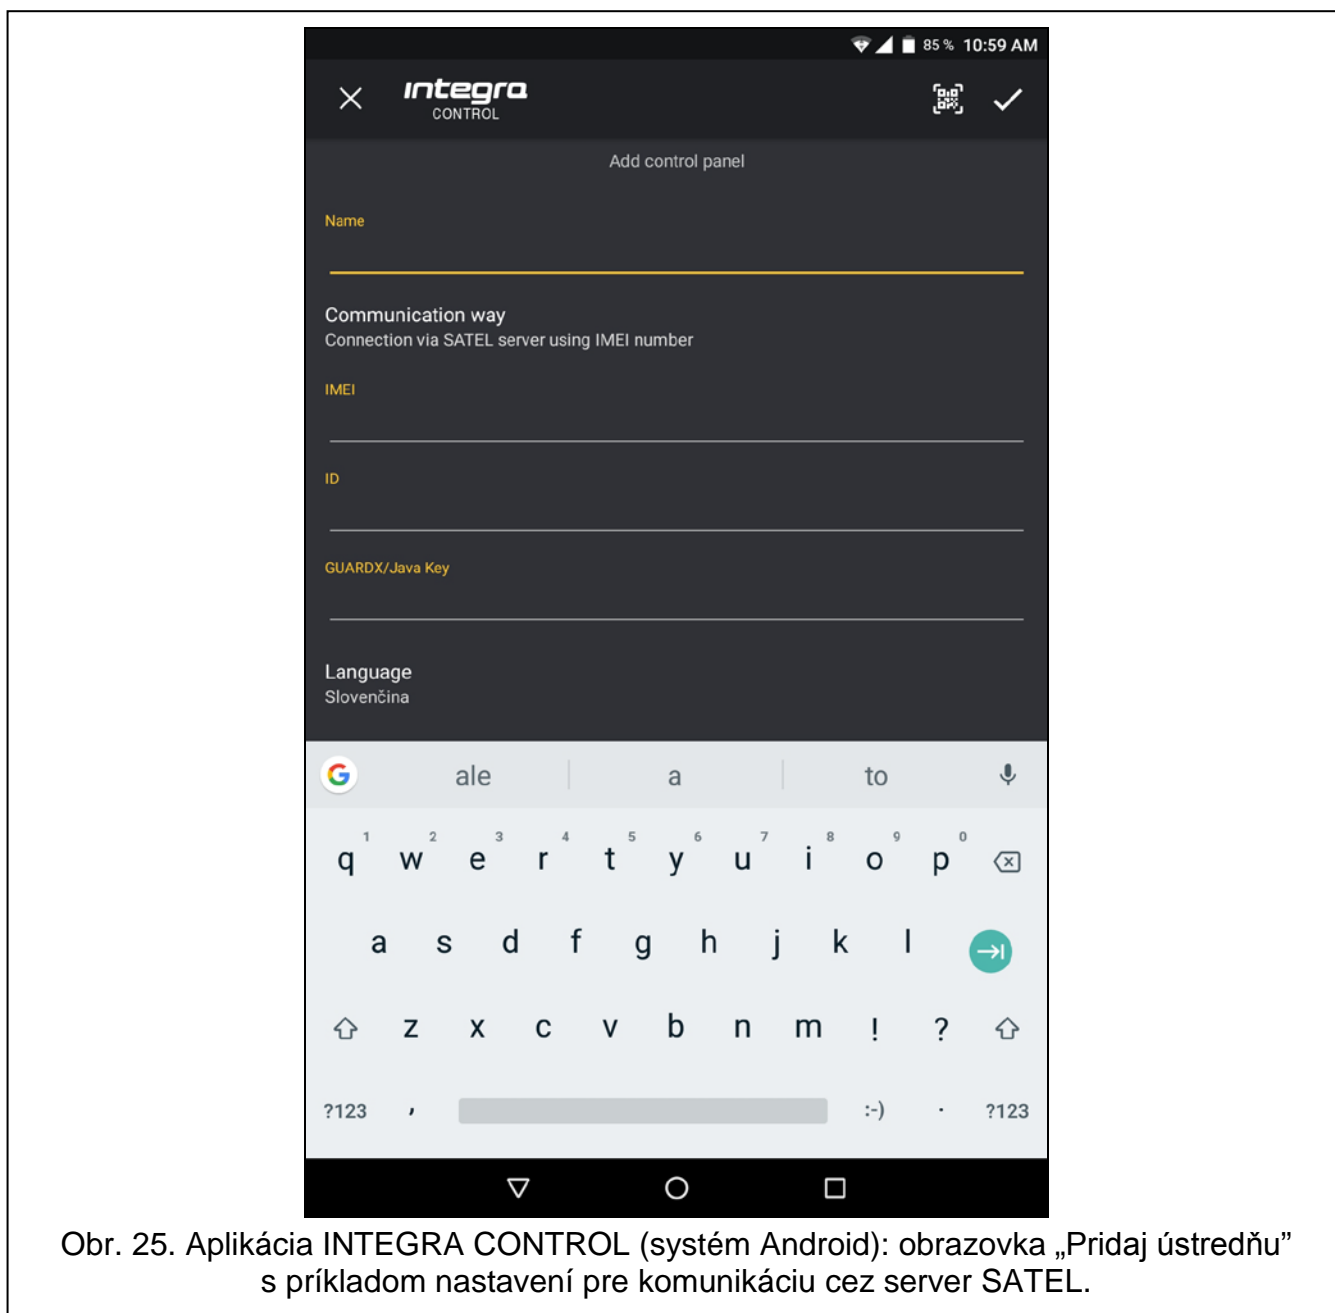 85 % 10:59 AM
integra
CONTROL
Add control panel
Name
Communication way
Connection via SATEL server using IMEI number
IMEI
ID
GUARDX/Java Key
Language
Slovenčina
G ale a to
q 1 w 2 e 3 r 4 t 5 y 6 u 7 i 8 o 9 p 0
a s d f g h j k l
z x c v b n m ! ?
?123 , :-) . ?123
Obr. 25. Aplikácia INTEGRA CONTROL (systém Android): obrazovka „Pridaj ústredňu”
s príkladom nastavení pre komunikáciu cez server SATEL.